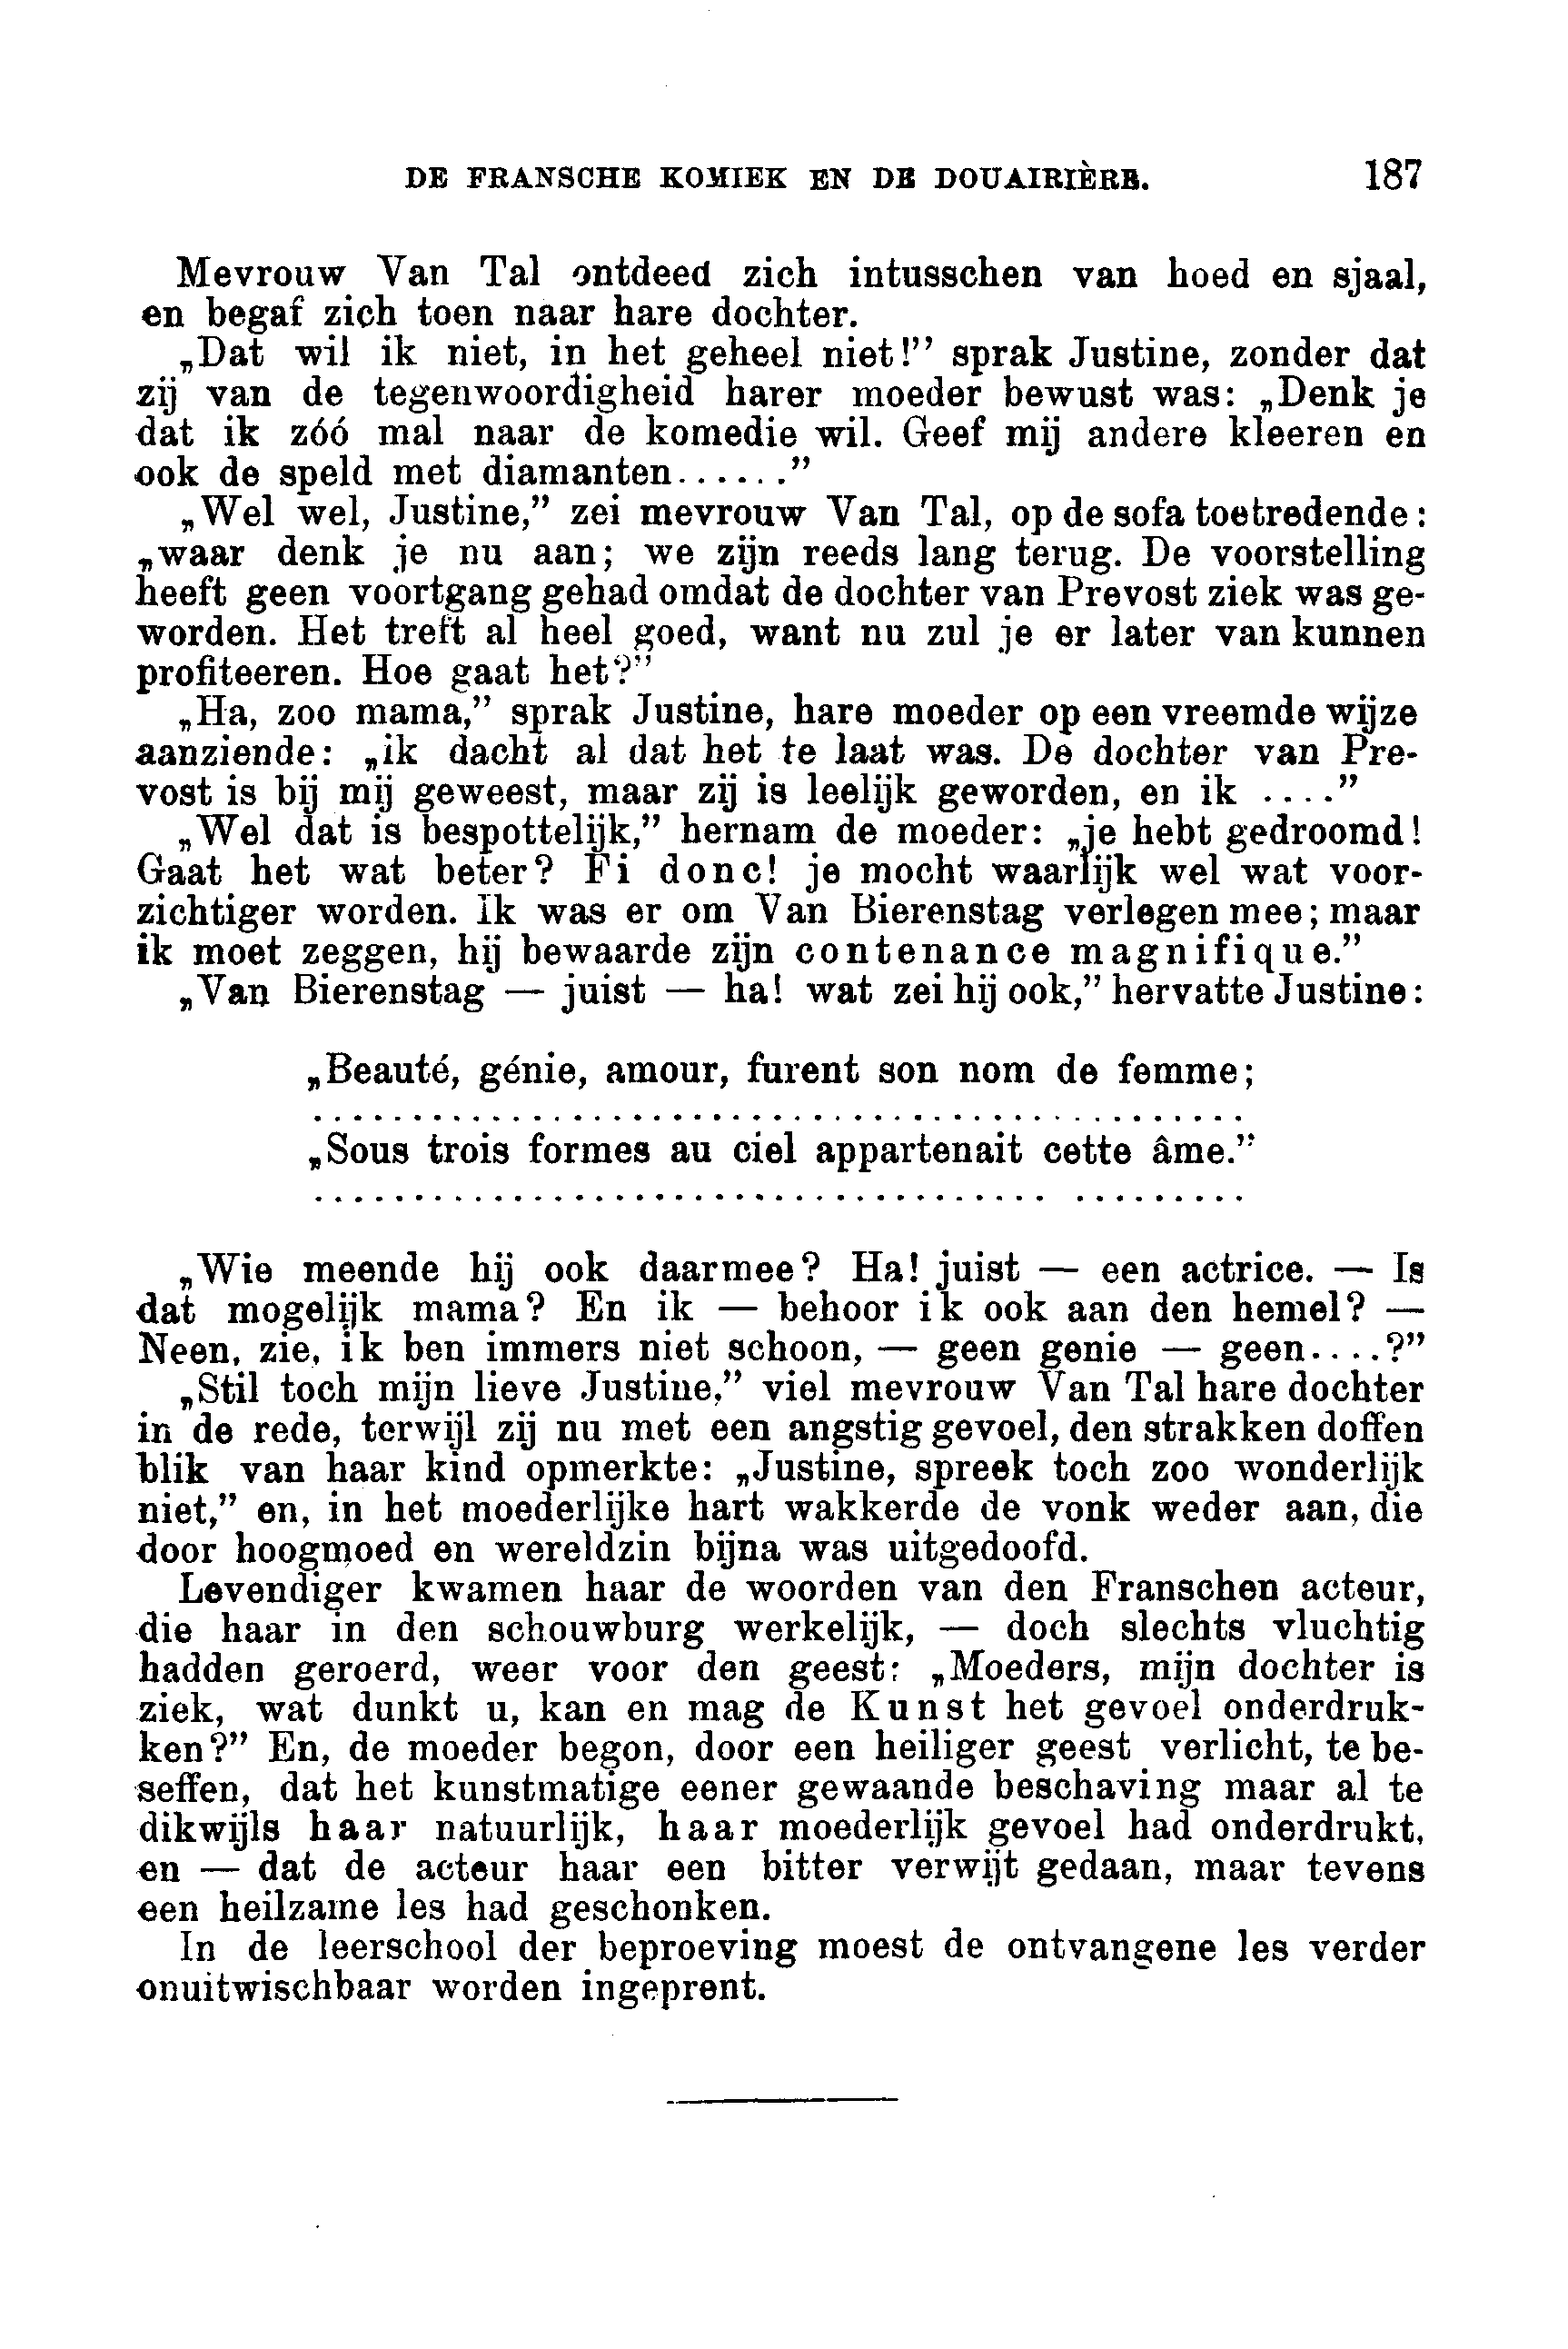 DE FRANSCHE KOMIEK EN DE DOUAIRIÈRE. 187
Mevrouw Van Tal ontdeed zich intusschen van hoed en sjaal,
en begaf zich toen naar hare dochter.
„Dat wil ik niet, in het geheel niet!” sprak Justine, zonder dat
zij van de tegenwoordigheid harer moeder bewust was: „Denk je
dat ik zóó mal naar de komedie wil. Geef mij andere kleeren en
ook de speld met diamanten......”
„Wel wel, Justine,” zei mevrouw Van Tal, op de sofa toetredende:
„waar denk je nu aan; we zijn reeds lang terug. De voorstelling
heeft geen voortgang gehad omdat de dochter van Prevost ziek was ge-
worden. Het treft al heel goed, want nu zul je er later van kunnen
profiteeren. Hoe gaat het?”
„Ha, zoo mama,” sprak Justine, hare moeder op een vreemde wijze
aanziende: „ik dacht al dat het te laat was. De dochter van Pre-
vost is bij mij geweest, maar zij is leelijk geworden, en ik ....”
„Wel dat is bespottelijk,” hernam de moeder: „je hebt gedroomd!
Gaat het wat beter? Fi donc! je mocht waarlijk wel wat voor-
zichtiger worden. Ik was er om Van Bierenstag verlegen mee; maar
ik moet zeggen, hij bewaarde zijn contenance magnifique.”
„Van Bierenstag — juist — ha! wat zei hij ook,” hervatte Justine:
„Beauté, génie, amour, furent son nom de femme;
..............................................
„Sous trois formes au ciel appartenait cette âme.”
..............................................
„Wie meende hij ook daarmee? Ha! juist — een actrice. — Is
dat mogelijk mama? En ik — behoor ik ook aan den hemel? —
Neen, zie, ik ben immers niet schoon, — geen genie — geen....?”
„Stil toch mijn lieve Justine,” viel mevrouw Van Tal hare dochter
in de rede, terwijl zij nu met een angstig gevoel, den strakken doffen
blik van haar kind opmerkte: „Justine, spreek toch zoo wonderlijk
niet,” en, in het moederlijke hart wakkerde de vonk weder aan, die
door hoogmoed en wereldzin bijna was uitgedoofd.
Levendiger kwamen haar de woorden van den Franschen acteur,
die haar in den schouwburg werkelijk, — doch slechts vluchtig
hadden geroerd, weer voor den geest: „Moeders, mijn dochter is
ziek, wat dunkt u, kan en mag de Kunst het gevoel onderdruk-
ken?” En, de moeder begon, door een heiliger geest verlicht, te be-
seffen, dat het kunstmatige eener gewaande beschaving maar al te
dikwijls haar natuurlijk, haar moederlijk gevoel had onderdrukt,
en — dat de acteur haar een bitter verwijt gedaan, maar tevens
een heilzame les had geschonken.
In de leerschool der beproeving moest de ontvangene les verder
onuitwischbaar worden ingeprent.